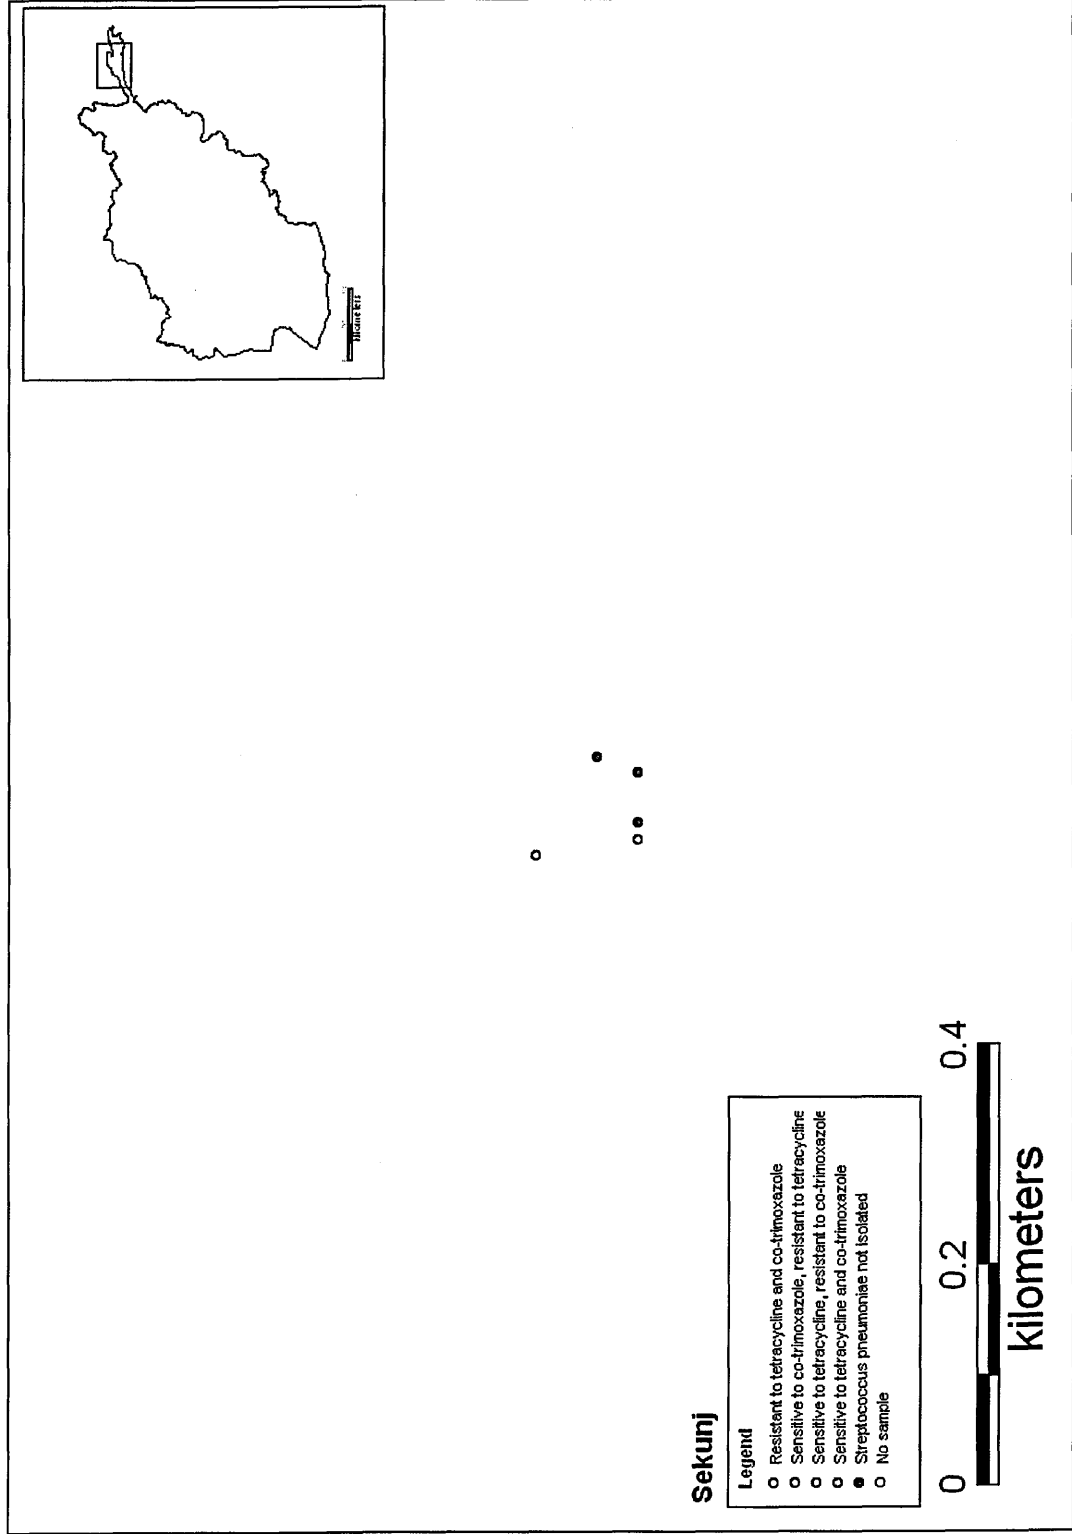 Sekunj
Legend
Resistant to tetracycline and co-trimoxazole
Sensitive to co-trimoxazole, resistant to tetracycline
Sensitive to tetracycline, resistant to co-trimoxazole
Sensitive to tetracycline and co-trimoxazole
Streptococcus pneumoniae not isolated
No sample
0 0.2 0.4
kilometers